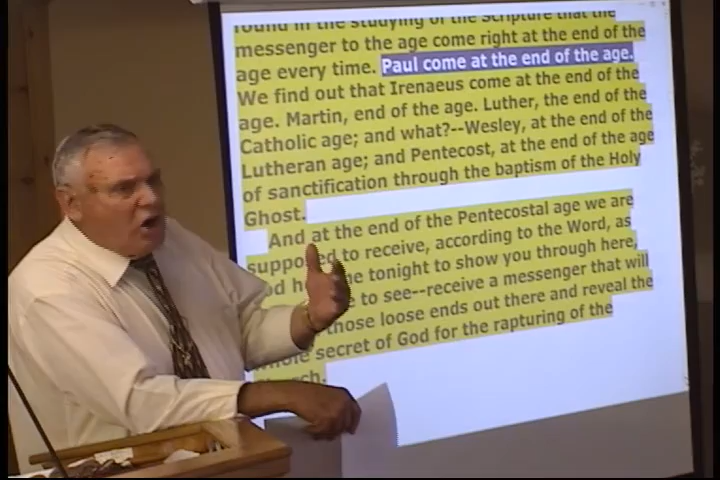 found in the studying of the Scripture that the
messenger to the age come right at the end of the
age every time. Paul come at the end of the age.
We find out that Irenaeus come at the end of the
age. Martin, end of the age. Luther, the end of the
Catholic age; and what?--Wesley, at the end of the
Lutheran age; and Pentecost, at the end of the age
of sanctification through the baptism of the Holy
Ghost.
And at the end of the Pentecostal age we are
supposed to receive, according to the Word, as
tonight to show you through here,
to see--receive a messenger that will
those loose ends out there and reveal the
whole secret of God for the rapturing of the